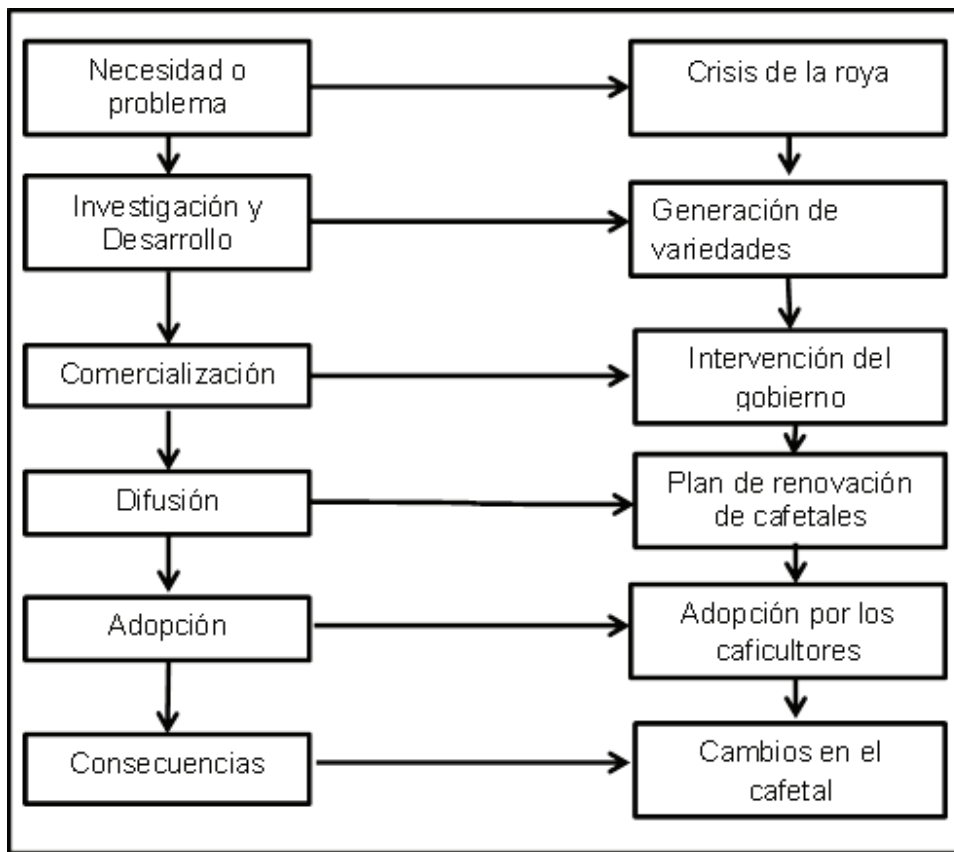 Necesidad o
problema
Crisis de la roya
Investigación y
Desarrollo
Generación de
variedades
Comercialización
Intervención del
gobierno
Difusión
Plan de renovación
de cafetales
Adopción
Adopción por los
caficultores
Consecuencias
Cambios en el
cafetal